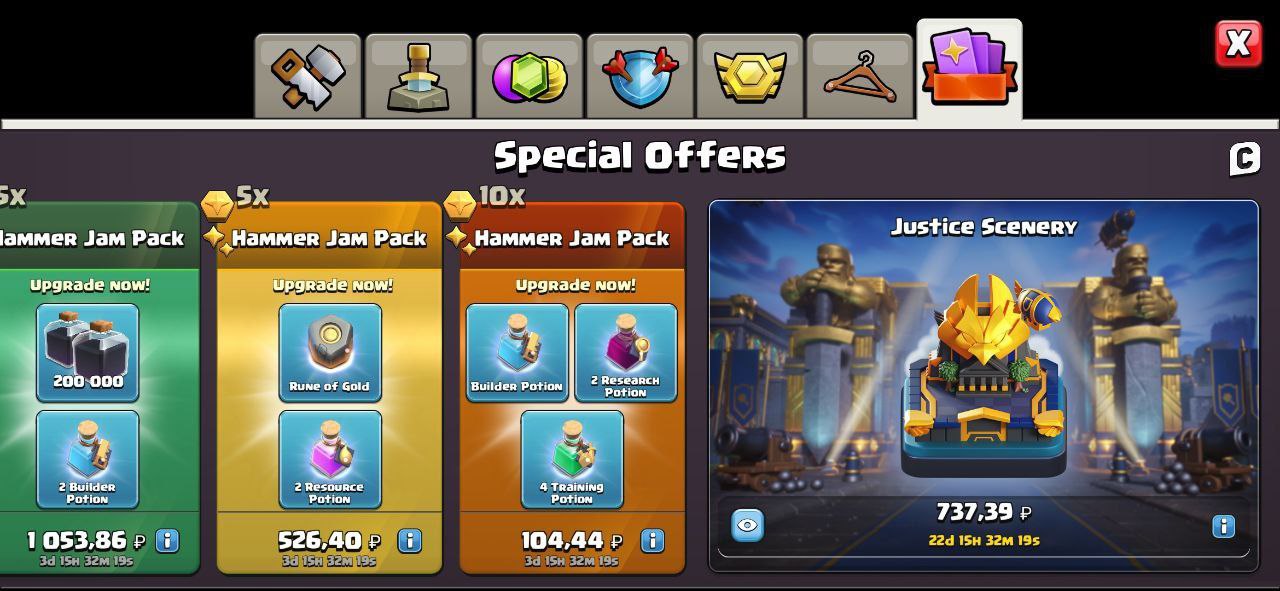 Special Offers
C
5x
Hammer Jam Pack
Upgrade now!
200 000
2 Builder
Potion
1 053,86 ₽
3d 15h 32m 19s
5x
Hammer Jam Pack
Upgrade now!
Rune of Gold
2 Resource
Potion
526,40 ₽
3d 15h 32m 19s
10x
Hammer Jam Pack
Upgrade now!
Builder Potion
2 Research
Potion
4 Training
Potion
104,44 ₽
3d 15h 32m 19s
Justice Scenery
737,39 ₽
22d 15h 32m 19s